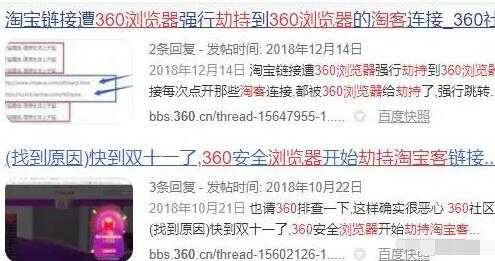 淘宝链接遭360浏览器强行劫持到360浏览器的淘客连接_360社
2条回复 - 发帖时间: 2018年12月14日
2018年12月14日 淘宝链接遭360浏览器强行劫持到360浏览器
接每次点开那些淘客连接,都被360浏览器给劫持了,强行跳转.
bbs.360.cn/thread-15647955-1... 百度快照
(找到原因)快到双十一了,360安全浏览器开始劫持淘宝客链接...
3条回复 - 发帖时间: 2018年10月22日
2018年10月21日 也请360排查一下,这样确实很恶心 360社区
(找到原因)快到双十一了,360安全浏览器开始劫持淘宝客链
bbs.360.cn/thread-15602126-1... 百度快照